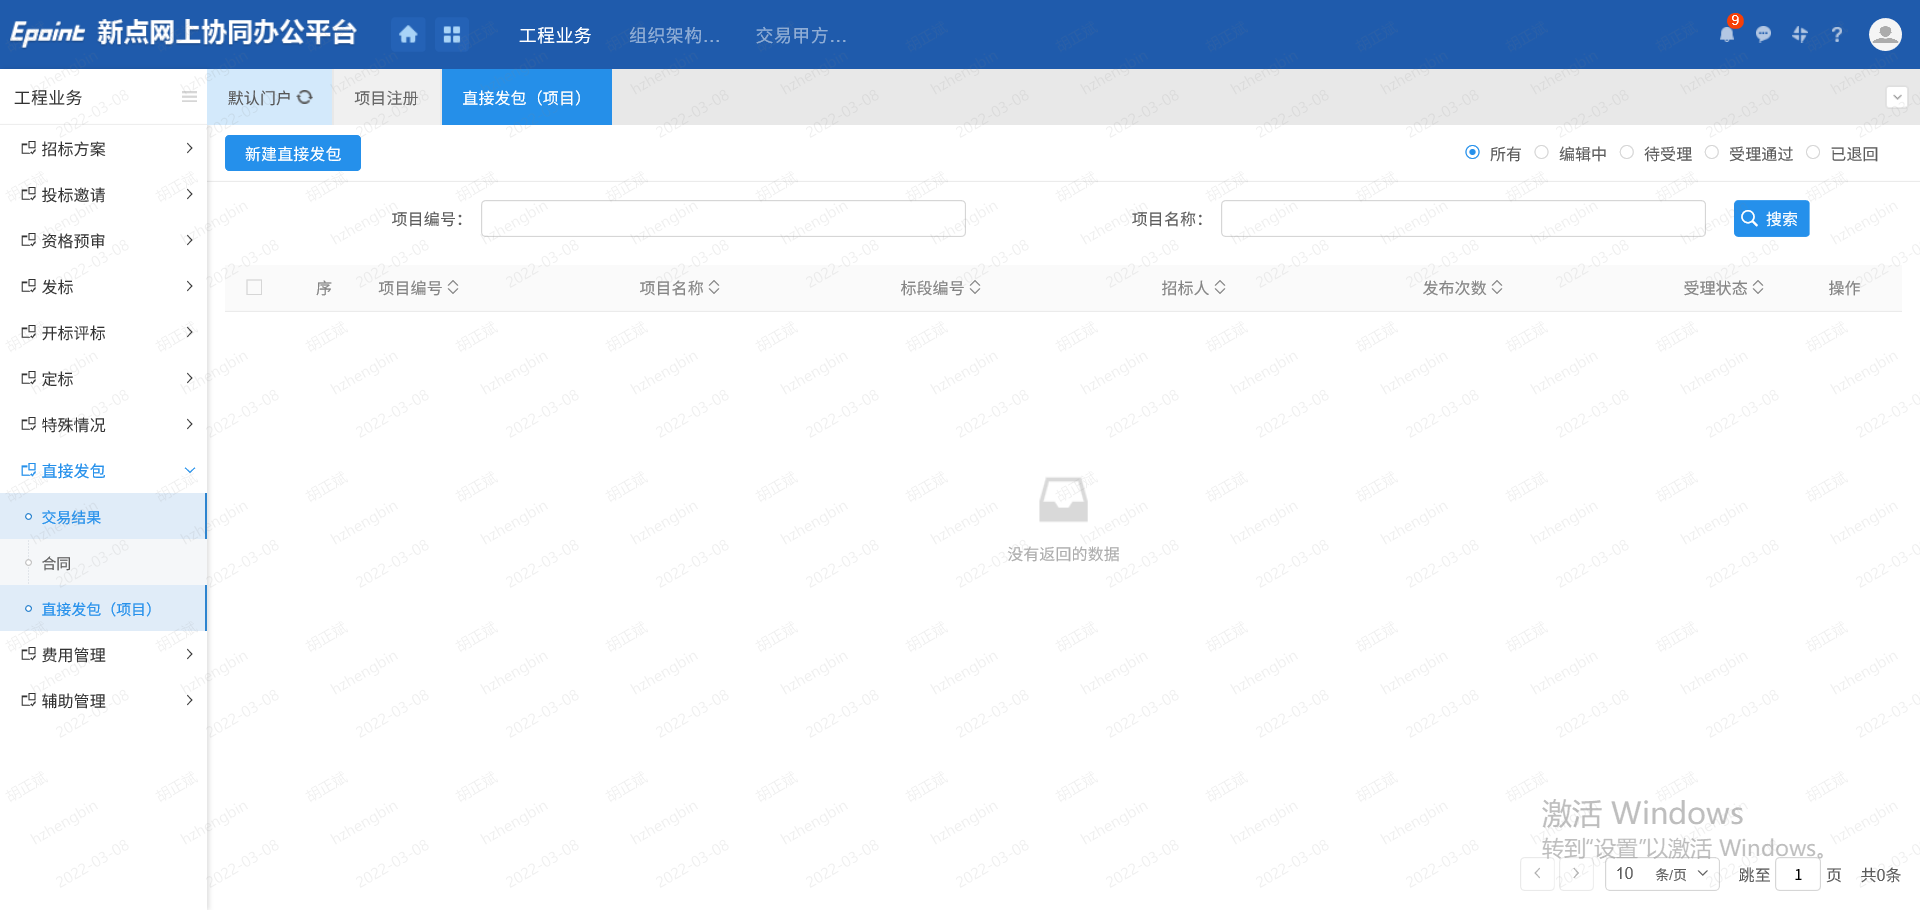 Epoint 新点网上协同办公平台
工程业务 组织架构... 交易甲方...
9
工程业务
默认门户 项目注册 直接发包（项目）
招标方案
投标邀请
资格预审
发标
开标评标
定标
特殊情况
直接发包
交易结果
合同
直接发包（项目）
费用管理
辅助管理
新建直接发包
所有 编辑中 待受理 受理通过 已退回
项目编号： 项目名称： 搜索
序 项目编号 项目名称 标段编号 招标人 发布次数 受理状态 操作
没有返回的数据
激活 Windows
转到“设置”以激活 Windows。
10 条/页 跳至 1 页 共0条
胡正斌
hzhengbin
2022-03-08